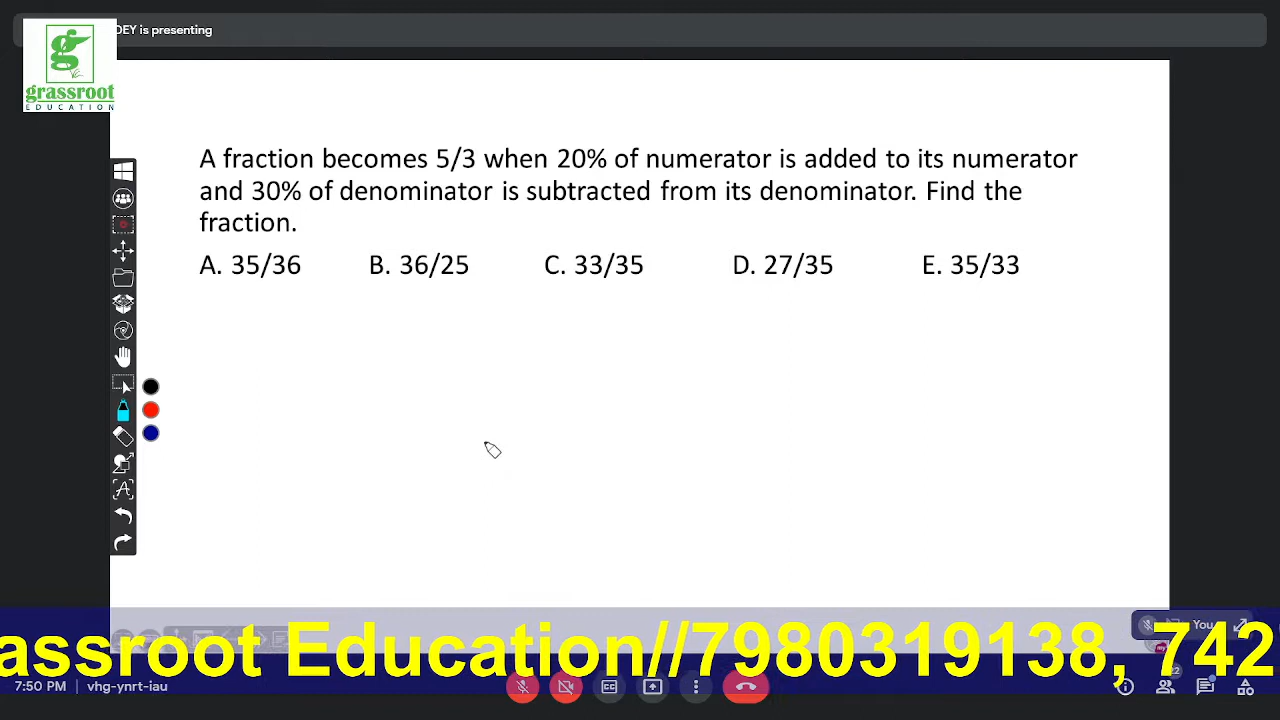 DEY is presenting
grassroot
EDUCATION
A fraction becomes 5/3 when 20% of numerator is added to its numerator
and 30% of denominator is subtracted from its denominator. Find the
fraction.
A. 35/36 B. 36/25 C. 33/35 D. 27/35 E. 35/33
You
assroot Education//7980319138, 742
7:50 PM | vhg-ynrt-iau